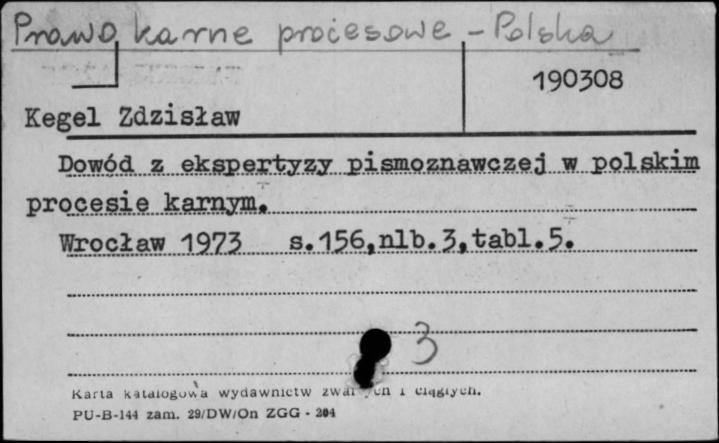 Prawo karne procesowe - Polska
190308
Kegel Zdzisław
Dowód z ekspertyzy pismoznawczej w polskim
procesie karnym.
Wrocław 1973 s.156,nlb.3,tabl.5.
3
Karta katalogowa wydawnictw zwartych i ciągłych.
PU-B-144 zam. 29/DW/On ZGG - 204